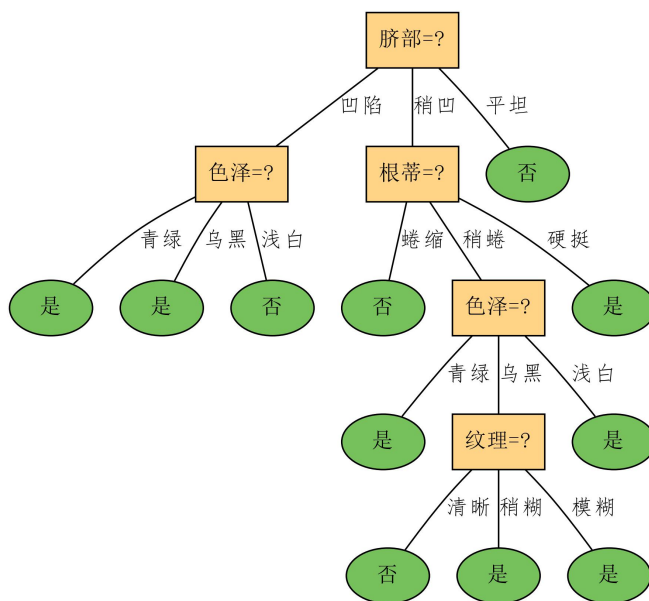 脐部=?
凹陷 稍凹 平坦
色泽=? 根蒂=? 否
青绿 乌黑 浅白 蜷缩 稍蜷 硬挺
是 是 否 否 色泽=? 是
青绿 乌黑 浅白
是 纹理=? 是
清晰 稍糊 模糊
否 是 是